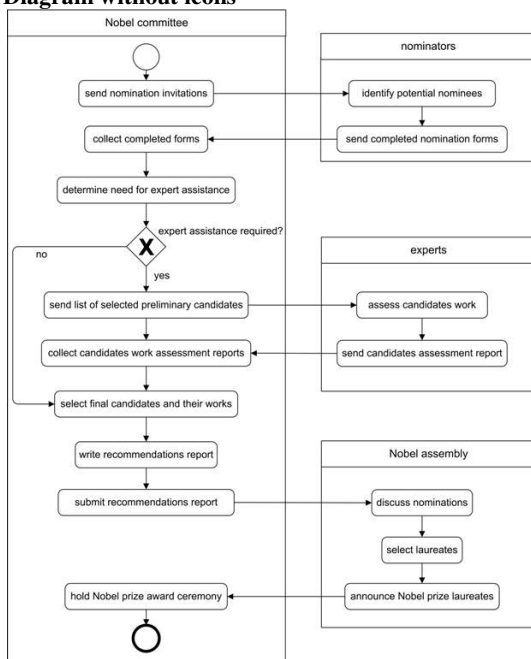 Diagram without icons
Nobel committee
nominators
send nomination invitations
identify potential nominees
collect completed forms
send completed nomination forms
determine need for expert assistance
expert assistance required?
X
no
yes
experts
send list of selected preliminary candidates
assess candidates work
collect candidates work assessment reports
send candidates assessment report
select final candidates and their works
write recommendations report
Nobel assembly
submit recommendations report
discuss nominations
select laureates
hold Nobel prize award ceremony
announce Nobel prize laureates